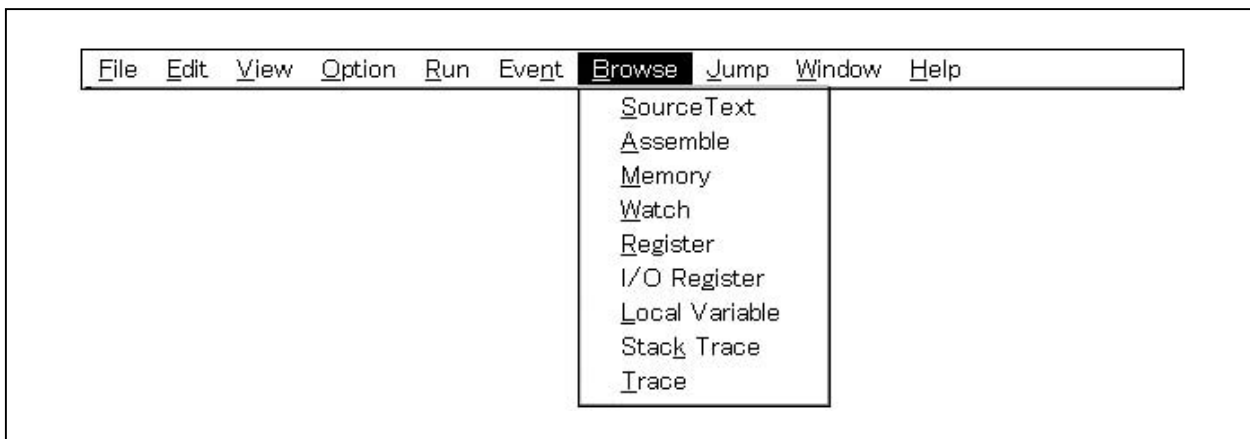 File Edit View Option Run Event Browse Jump Window Help
SourceText
Assemble
Memory
Watch
Register
I/O Register
Local Variable
Stack Trace
Trace